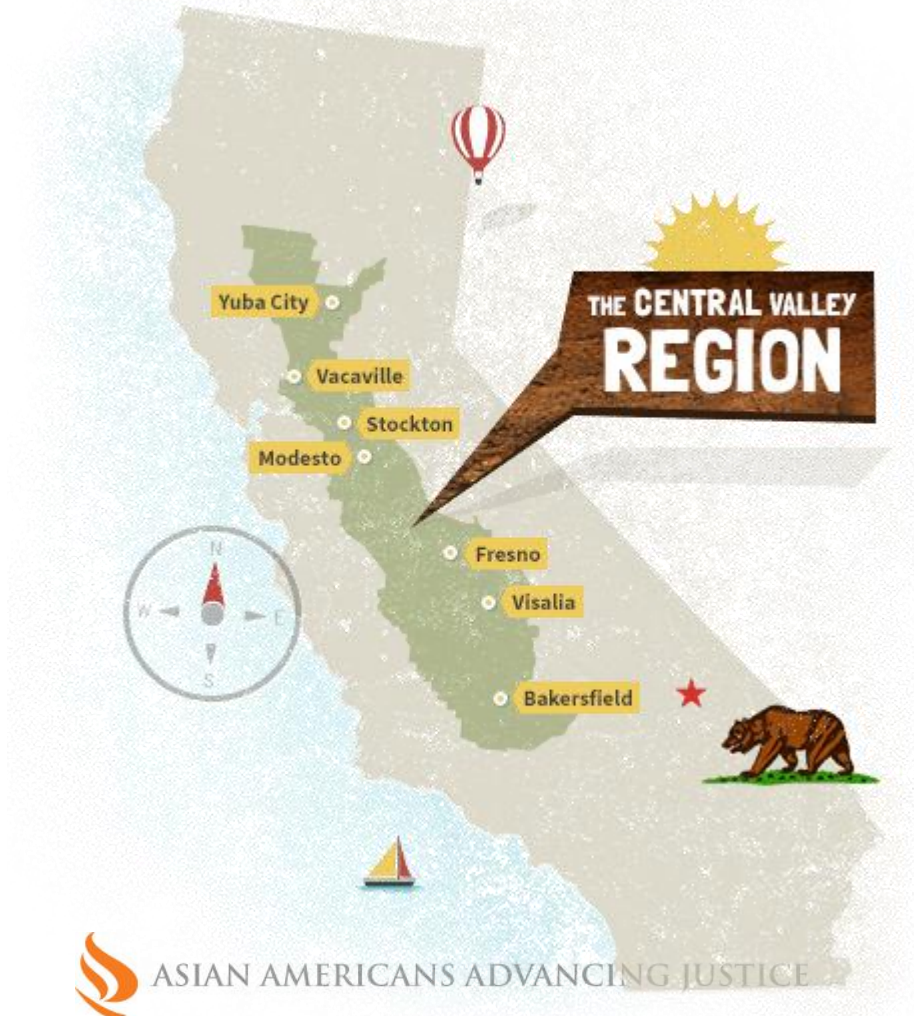 Yuba City
THE CENTRAL VALLEY
REGION
Vacaville
Stockton
Modesto
N
W
E
S
Fresno
Visalia
Bakersfield
ASIAN AMERICANS ADVANCING JUSTICE